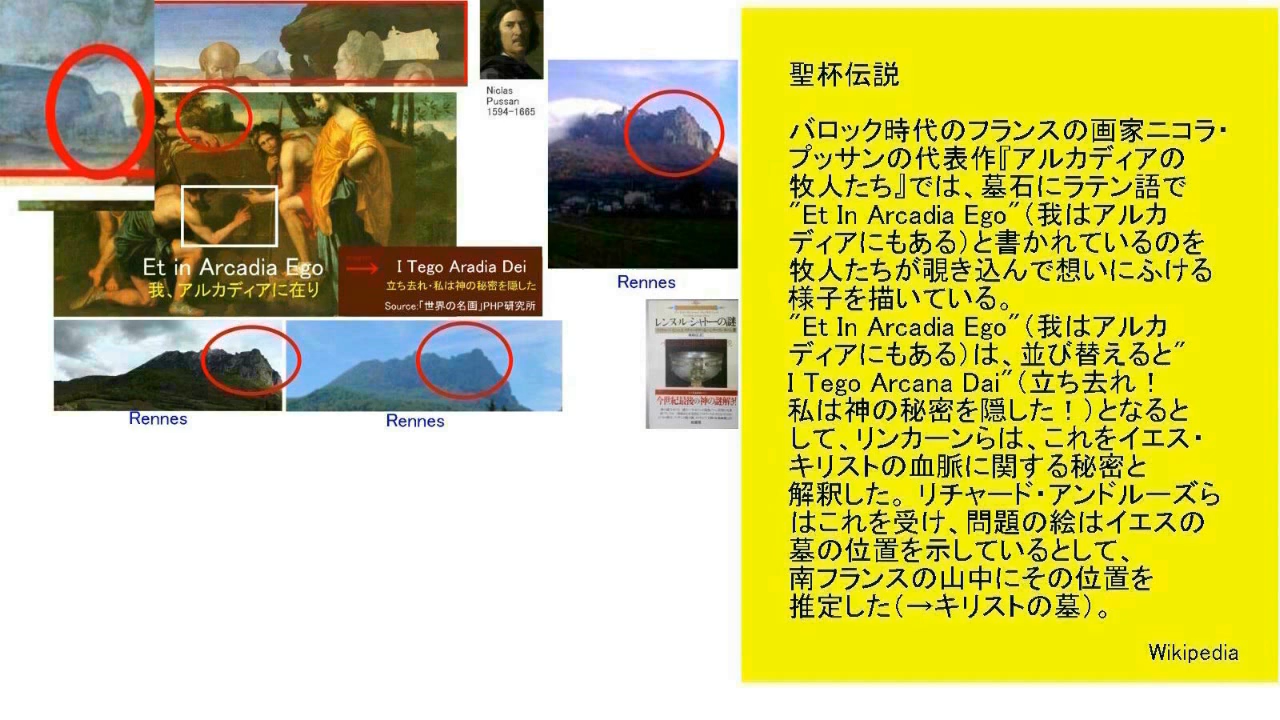 Niclas
Pussan
1594-1665
Et in Arcadia Ego
我、アルカディアに在り
I Tego Aradia Dei
立ち去れ・私は神の秘密を隠した
Source:「世界の名画」PHP研究所
Rennes
Rennes
Rennes
レンヌル・シャトーの謎
今世紀最後の神の謎解き!
聖杯伝説
バロック時代のフランスの画家ニコラ・
プッサンの代表作『アルカディアの
牧人たち』では、墓石にラテン語で
"Et In Arcadia Ego"(我はアルカ
ディアにもある)と書かれているのを
牧人たちが覗き込んで想いにふける
様子を描いている。
"Et In Arcadia Ego"(我はアルカ
ディアにもある)は、並び替えると"
I Tego Arcana Dai"(立ち去れ!
私は神の秘密を隠した!)となると
して、リンカーンらは、これをイエス・
キリストの血脈に関する秘密と
解釈した。リチャード・アンドルーズら
はこれを受け、問題の絵はイエスの
墓の位置を示しているとして、
南フランスの山中にその位置を
推定した(→キリストの墓)。
Wikipedia